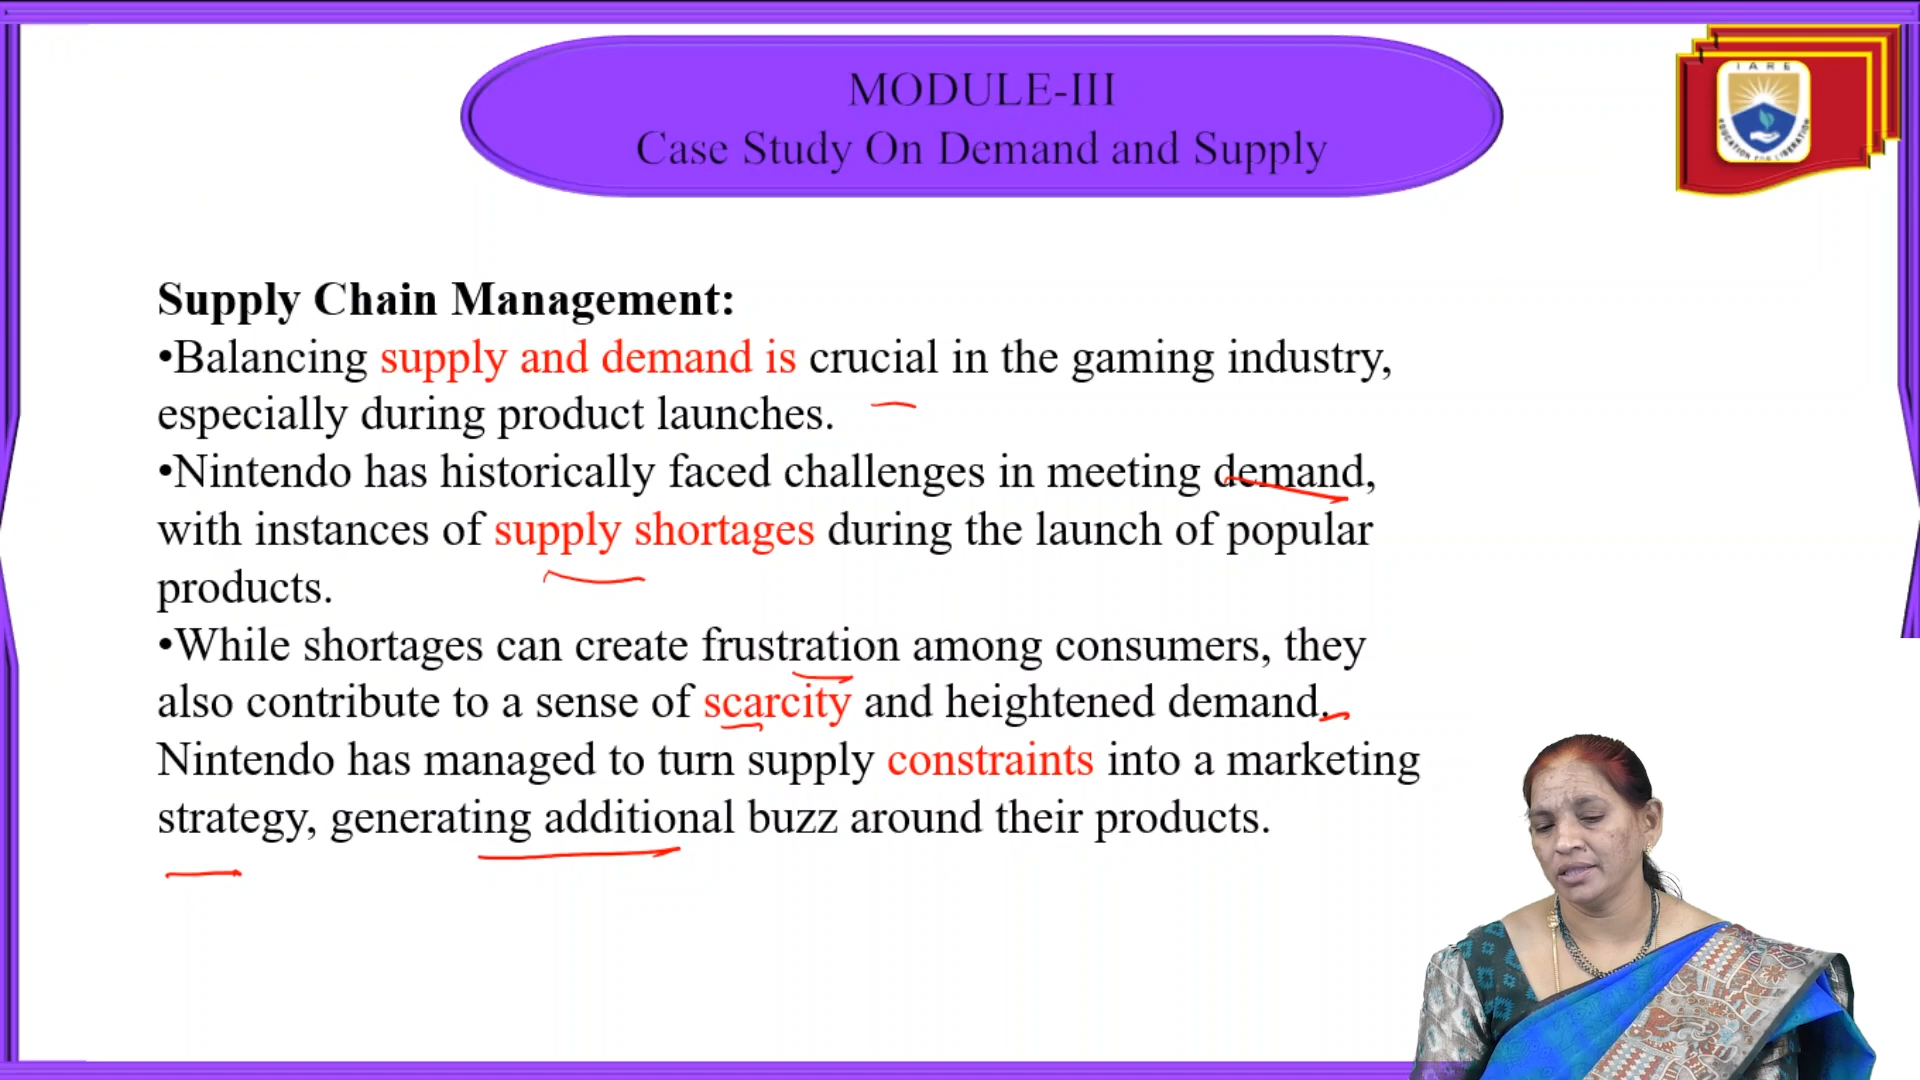 MODULE-III
Case Study On Demand and Supply
IARE
EDUCATION FOR LIBERATION
Supply Chain Management:
•Balancing supply and demand is crucial in the gaming industry,
especially during product launches.
•Nintendo has historically faced challenges in meeting demand,
with instances of supply shortages during the launch of popular
products.
•While shortages can create frustration among consumers, they
also contribute to a sense of scarcity and heightened demand.
Nintendo has managed to turn supply constraints into a marketing
strategy, generating additional buzz around their products.